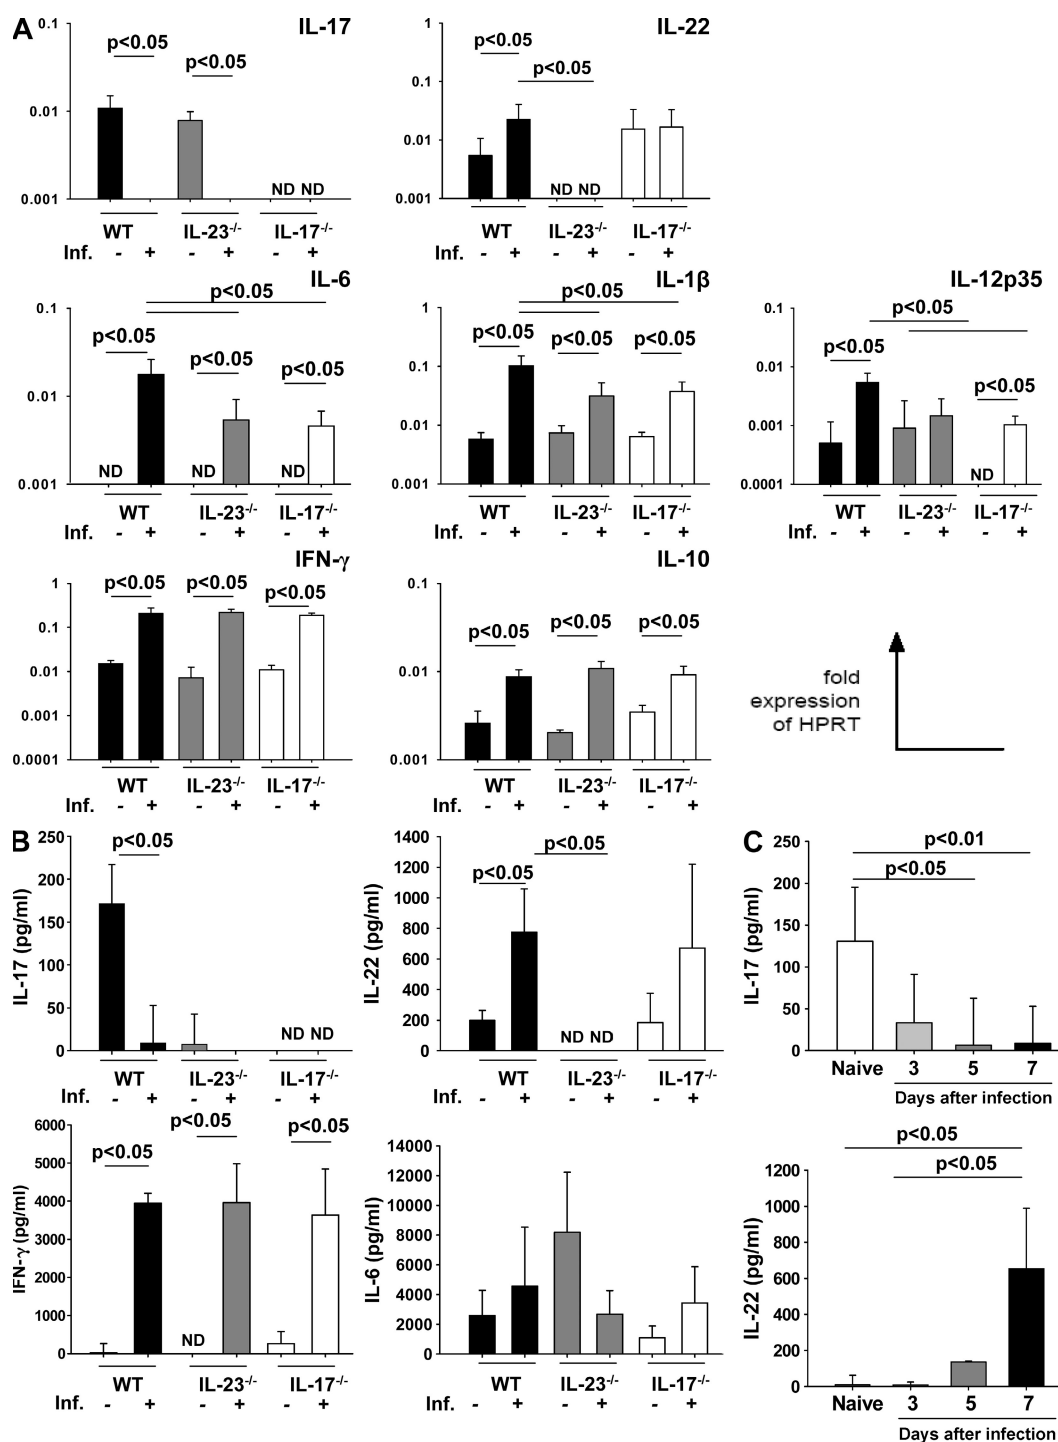 A
IL-17
0.1
0.01
0.001
p<0.05
p<0.05
ND ND
WT IL-23-/- IL-17-/-
Inf. - + - + - +
IL-22
1
0.1
0.01
0.001
p<0.05
p<0.05
ND ND
WT IL-23-/- IL-17-/-
- + - + - +
IL-6
0.1
0.01
0.001
p<0.05
p<0.05
p<0.05
p<0.05
ND ND ND
WT IL-23-/- IL-17-/-
Inf. - + - + - +
IL-1β
1
0.1
0.01
0.001
p<0.05
p<0.05
p<0.05
p<0.05
WT IL-23-/- IL-17-/-
- + - + - +
IL-12p35
0.1
0.01
0.001
0.0001
p<0.05
p<0.05
p<0.05
ND
WT IL-23-/- IL-17-/-
- + - + - +
IFN-γ
1
0.1
0.01
0.001
0.0001
p<0.05 p<0.05
p<0.05
WT IL-23-/- IL-17-/-
Inf. - + - + - +
IL-10
0.1
0.01
0.001
p<0.05
p<0.05 p<0.05
WT IL-23-/- IL-17-/-
- + - + - +
fold
expression
of HPRT
B
IL-17 (pg/ml)
250
200
150
100
50
0
p<0.05
ND ND
WT IL-23-/- IL-17-/-
Inf. - + - + - +
IL-22 (pg/ml)
1400
1200
1000
800
600
400
200
0
p<0.05
p<0.05
ND ND
WT IL-23-/- IL-17-/-
- + - + - +
C
IL-17 (pg/ml)
250
200
150
100
50
0
p<0.01
p<0.05
Naive 3 5 7
Days after infection
IFN-γ (pg/ml)
6000
5000
4000
3000
2000
1000
0
p<0.05
p<0.05
p<0.05
ND
WT IL-23-/- IL-17-/-
Inf. - + - + - +
IL-6 (pg/ml)
14000
12000
10000
8000
6000
4000
2000
0
WT IL-23-/- IL-17-/-
- + - + - +
IL-22 (pg/ml)
1200
1000
800
600
400
200
0
p<0.05
p<0.05
Naive 3 5 7
Days after infection